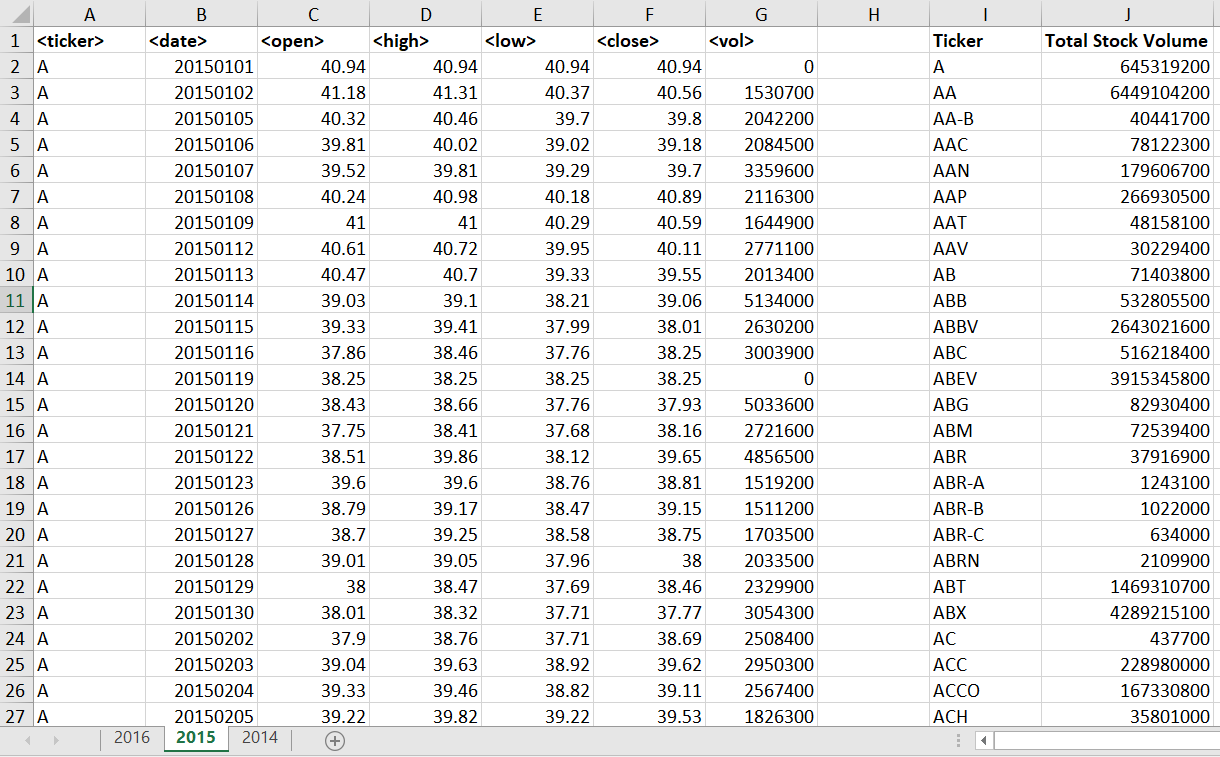 A B C D E F G H I J
1 <ticker> <date> <open> <high> <low> <close> <vol> Ticker Total Stock Volume
2 A 20150101 40.94 40.94 40.94 40.94 0 A 645319200
3 A 20150102 41.18 41.31 40.37 40.56 1530700 AA 6449104200
4 A 20150105 40.32 40.46 39.7 39.8 2042200 AA-B 40441700
5 A 20150106 39.81 40.02 39.02 39.18 2084500 AAC 78122300
6 A 20150107 39.52 39.81 39.29 39.7 3359600 AAN 179606700
7 A 20150108 40.24 40.98 40.18 40.89 2116300 AAP 266930500
8 A 20150109 41 41 40.29 40.59 1644900 AAT 48158100
9 A 20150112 40.61 40.72 39.95 40.11 2771100 AAV 30229400
10 A 20150113 40.47 40.7 39.33 39.55 2013400 AB 71403800
11 A 20150114 39.03 39.1 38.21 39.06 5134000 ABB 532805500
12 A 20150115 39.33 39.41 37.99 38.01 2630200 ABBV 2643021600
13 A 20150116 37.86 38.46 37.76 38.25 3003900 ABC 516218400
14 A 20150119 38.25 38.25 38.25 38.25 0 ABEV 3915345800
15 A 20150120 38.43 38.66 37.76 37.93 5033600 ABG 82930400
16 A 20150121 37.75 38.41 37.68 38.16 2721600 ABM 72539400
17 A 20150122 38.51 39.86 38.12 39.65 4856500 ABR 37916900
18 A 20150123 39.6 39.6 38.76 38.81 1519200 ABR-A 1243100
19 A 20150126 38.79 39.17 38.47 39.15 1511200 ABR-B 1022000
20 A 20150127 38.7 39.25 38.58 38.75 1703500 ABR-C 634000
21 A 20150128 39.01 39.05 37.96 38 2033500 ABRN 2109900
22 A 20150129 38 38.47 37.69 38.46 2329900 ABT 1469310700
23 A 20150130 38.01 38.32 37.71 37.77 3054300 ABX 4289215100
24 A 20150202 37.9 38.76 37.71 38.69 2508400 AC 437700
25 A 20150203 39.04 39.63 38.92 39.62 2950300 ACC 228980000
26 A 20150204 39.33 39.46 38.82 39.11 2567400 ACCO 167330800
27 A 20150205 39.22 39.82 39.22 39.53 1826300 ACH 35801000
2016 2015 2014